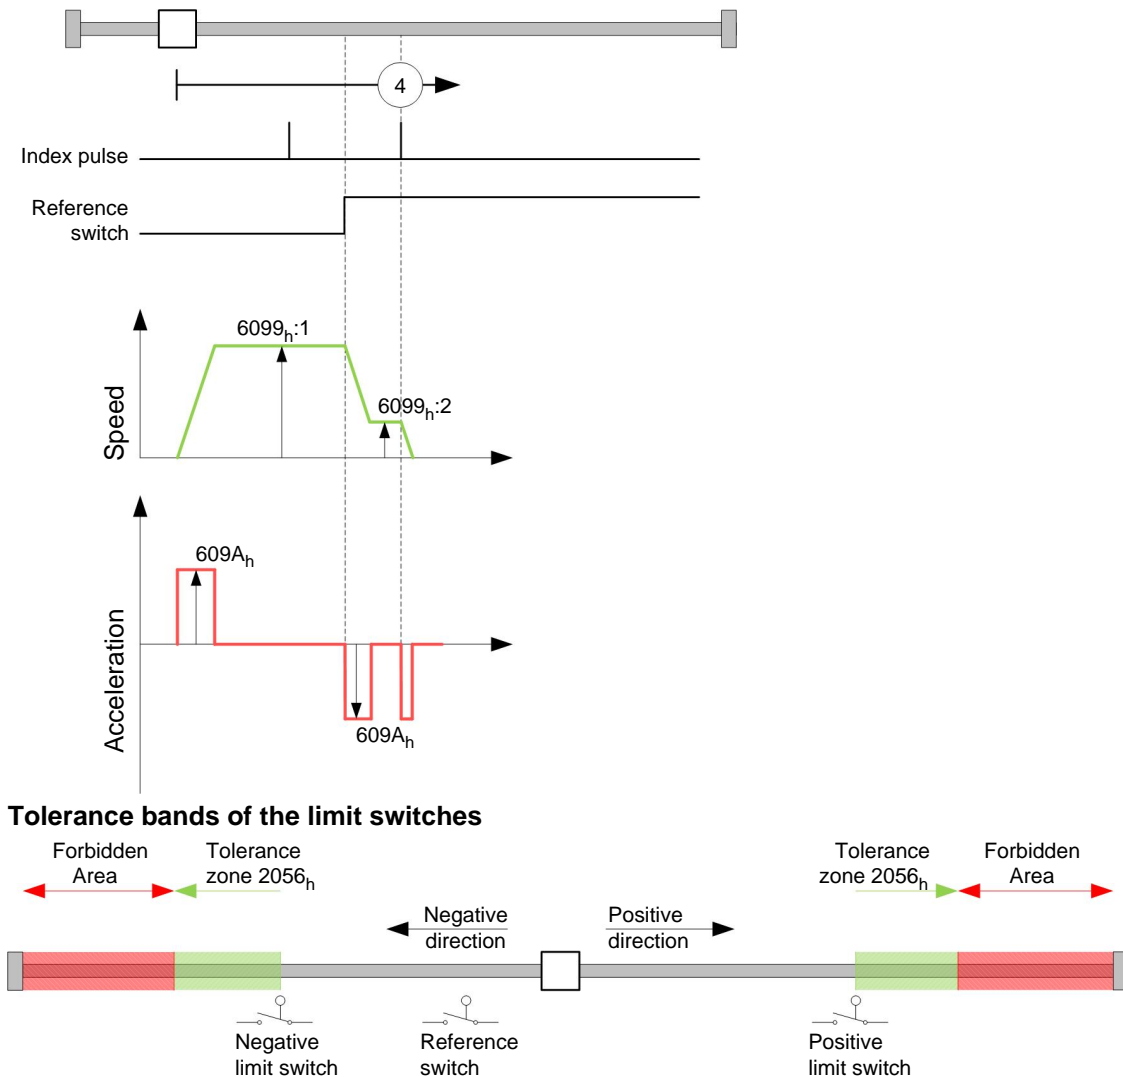 4
Index pulse
Reference
switch
6099h:1
6099h:2
Speed
609Ah
Acceleration
609Ah
Tolerance bands of the limit switches
Forbidden
Area
Tolerance
zone 2056h
Tolerance
zone 2056h
Forbidden
Area
Negative
direction
Positive
direction
Negative
limit switch
Reference
switch
Positive
limit switch